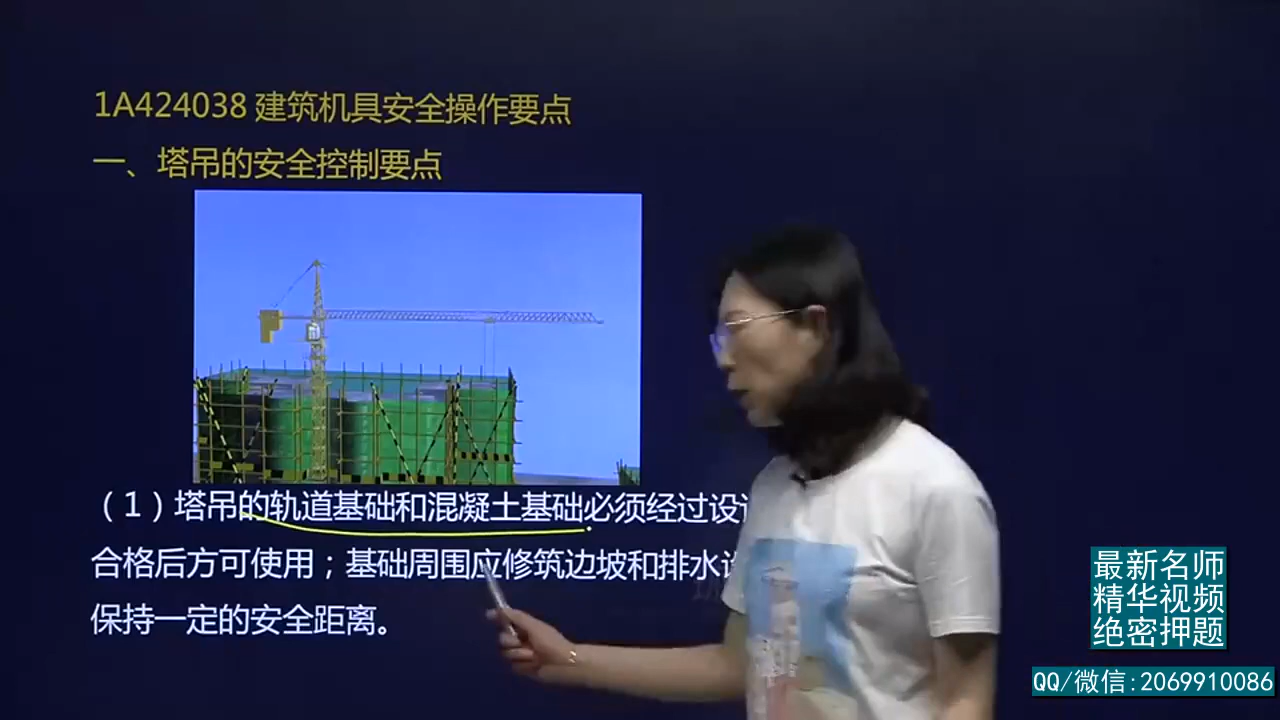 1A424038 建筑机具安全操作要点
一、塔吊的安全控制要点
（1）塔吊的轨道基础和混凝土基础必须经过设
合格后方可使用；基础周围应修筑边坡和排水
保持一定的安全距离。
最新名师
精华视频
绝密押题
QQ/微信:2069910086